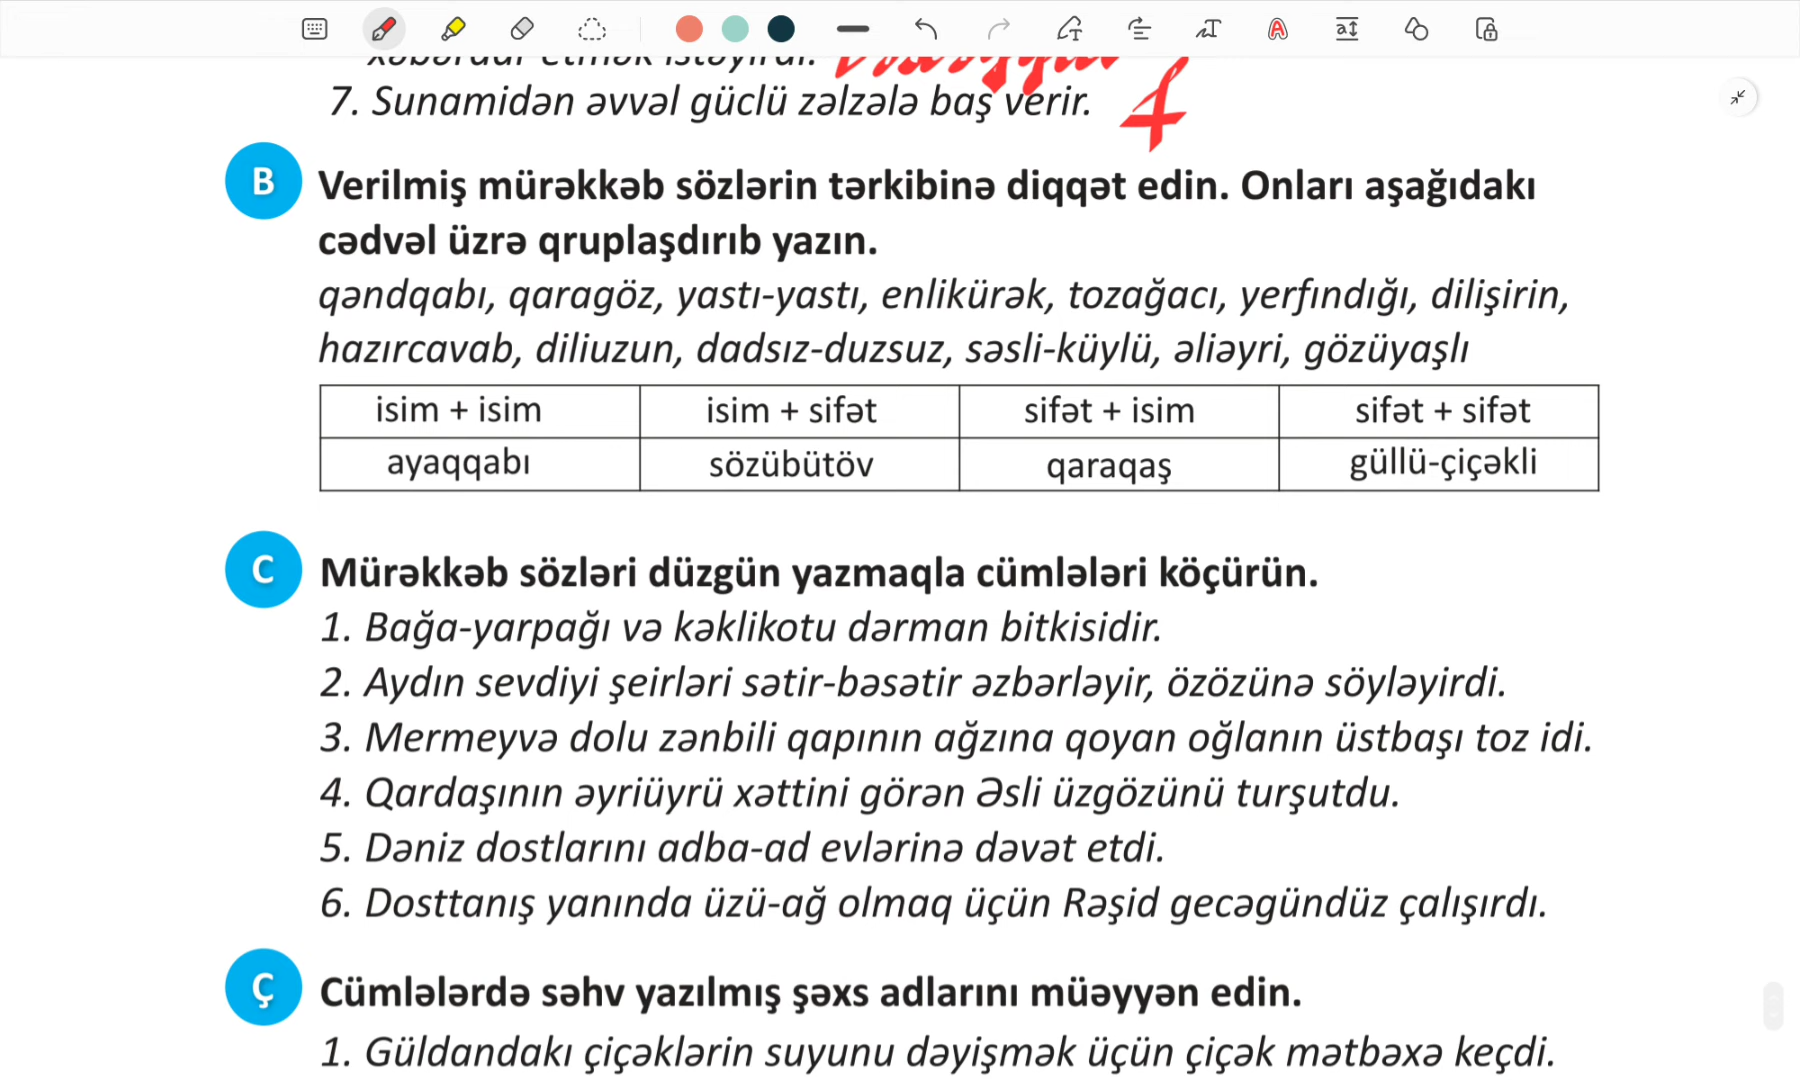 xəbərdar etmək istəyirdi.
7. Sunamidən əvvəl güclü zəlzələ baş verir. 4
B Verilmiş mürəkkəb sözlərin tərkibinə diqqət edin. Onları aşağıdakı
cədvəl üzrə qruplaşdırıb yazın.
qəndqabı, qaragöz, yastı-yastı, enlikürək, tozağacı, yerfındığı, dilişirin,
hazırcavab, diliuzun, dadsız-duzsuz, səsli-küylü, əliəyri, gözüyaşlı
isim + isim isim + sifət sifət + isim sifət + sifət
ayaqqabı sözübütöv qaraqaş güllü-çiçəkli
C Mürəkkəb sözləri düzgün yazmaqla cümlələri köçürün.
1. Bağa-yarpağı və kəklikotu dərman bitkisidir.
2. Aydın sevdiyi şeirləri sətir-bəsətir əzbərləyir, özözünə söyləyirdi.
3. Mermeyvə dolu zənbili qapının ağzına qoyan oğlanın üstbaşı toz idi.
4. Qardaşının əyriüyrü xəttini görən Əsli üzgözünü turşutdu.
5. Dəniz dostlarını adba-ad evlərinə dəvət etdi.
6. Dosttanış yanında üzü-ağ olmaq üçün Rəşid gecəgündüz çalışırdı.
Ç Cümlələrdə səhv yazılmış şəxs adlarını müəyyən edin.
1. Güldandakı çiçəklərin suyunu dəyişmək üçün çiçək mətbəxə keçdi.